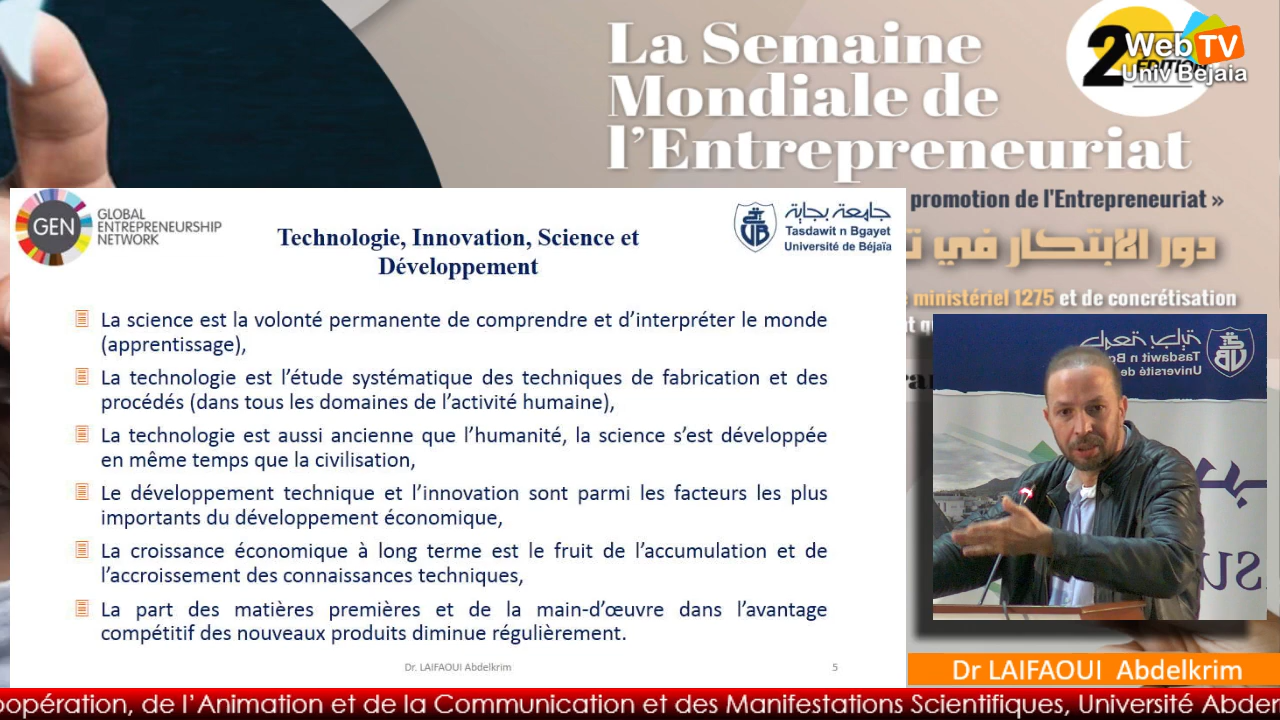 La Semaine
Mondiale de
l'Entrepreneuriat
2
EDITION
Web TV
Univ Bejaia
promotion de l'Entrepreneuriat »
دور الابتكار في
ministériel 1275 et de concrétisation
GEN
GLOBAL
ENTREPRENEURSHIP
NETWORK
جامعة بجاية
Tasdawit n Bgayet
Université de Béjaïa
Technologie, Innovation, Science et
Développement
La science est la volonté permanente de comprendre et d'interpréter le monde
(apprentissage),
La technologie est l'étude systématique des techniques de fabrication et des
procédés (dans tous les domaines de l'activité humaine),
La technologie est aussi ancienne que l'humanité, la science s'est développée
en même temps que la civilisation,
Le développement technique et l'innovation sont parmi les facteurs les plus
importants du développement économique,
La croissance économique à long terme est le fruit de l'accumulation et de
l'accroissement des connaissances techniques,
La part des matières premières et de la main-d'œuvre dans l'avantage
compétitif des nouveaux produits diminue régulièrement.
Dr. LAIFAOUI Abdelkrim
5
Tasdawit n Bg
Université de
Dr LAIFAOUI Abdelkrim
opération, de l'Animation et de la Communication et des Manifestations Scientifiques, Université Abder